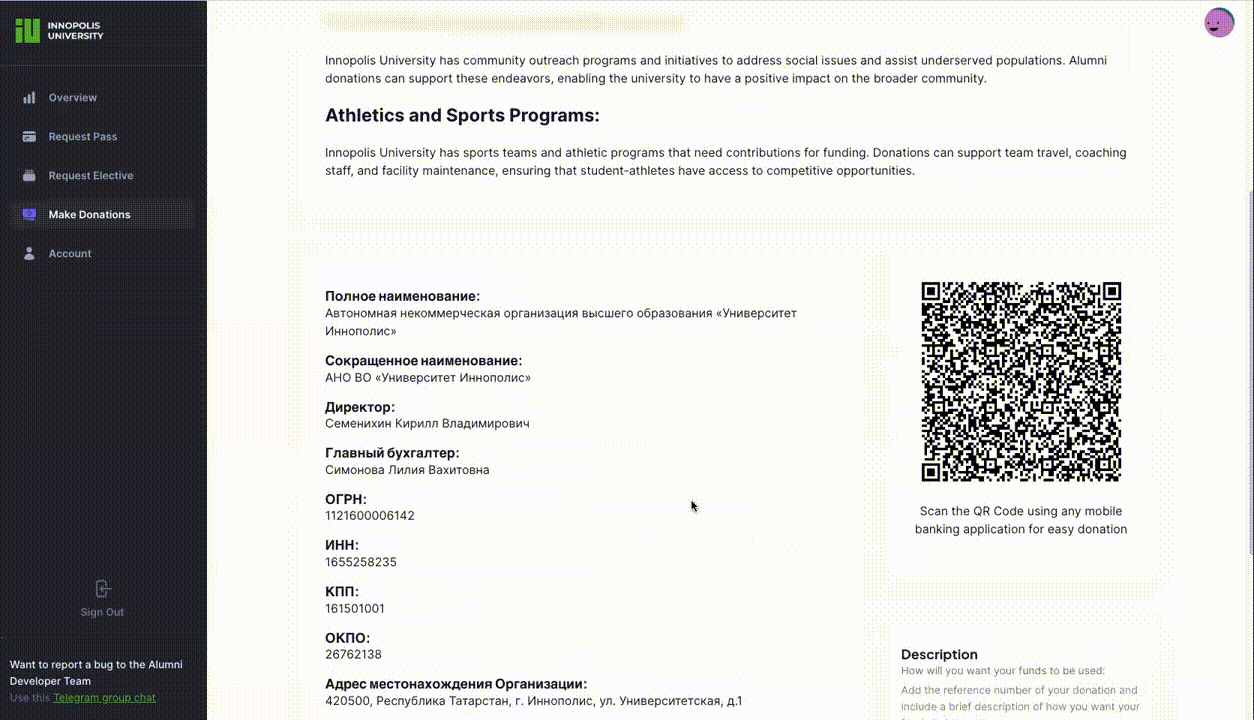 INNOPOLIS
UNIVERSITY
Overview
Request Pass
Request Elective
Make Donations
Account
Sign Out
Want to report a bug to the Alumni
Developer Team
Use this Telegram group chat
Innopolis University has community outreach programs and initiatives to address social issues and assist underserved populations. Alumni
donations can support these endeavors, enabling the university to have a positive impact on the broader community.
Athletics and Sports Programs:
Innopolis University has sports teams and athletic programs that need contributions for funding. Donations can support team travel, coaching
staff, and facility maintenance, ensuring that student-athletes have access to competitive opportunities.
Полное наименование:
Автономная некоммерческая организация высшего образования «Университет
Иннополис»
Сокращенное наименование:
АНО ВО «Университет Иннополис»
Директор:
Семенихин Кирилл Владимирович
Главный бухгалтер:
Симонова Лилия Вахитовна
ОГРН:
1121600006142
ИНН:
1655258235
КПП:
161501001
ОКПО:
26762138
Адрес местонахождения Организации:
420500, Республика Татарстан, г. Иннополис, ул. Университетская, д.1
Scan the QR Code using any mobile
banking application for easy donation
Description
How will you want your funds to be used:
Add the reference number of your donation and
include a brief description of how you want your